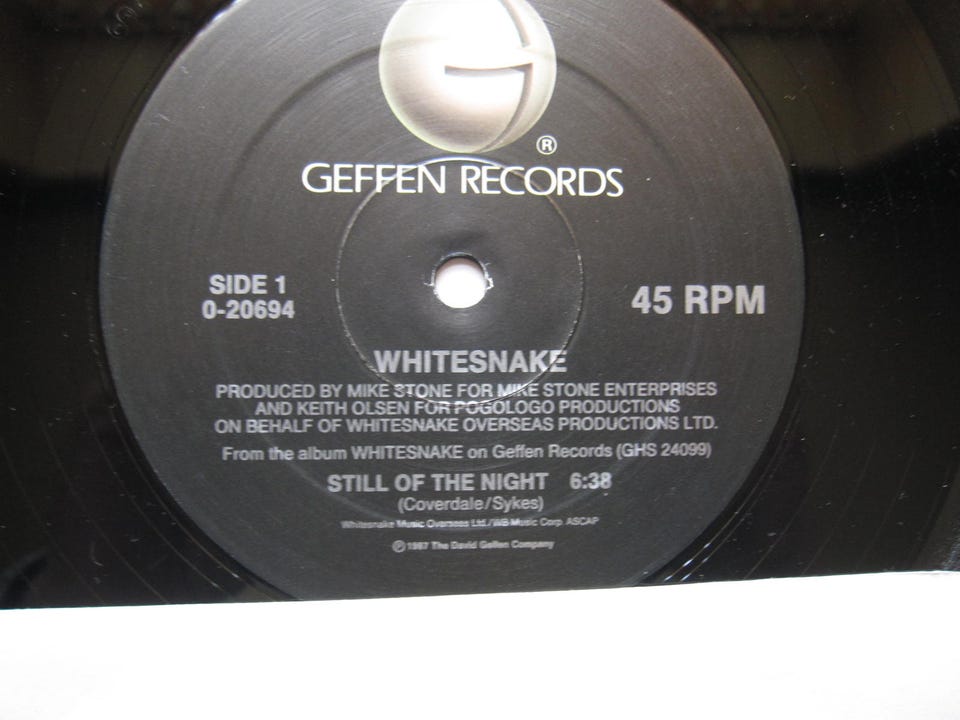 ®
GEFFEN RECORDS
SIDE 1
0-20694
45 RPM
WHITESNAKE
PRODUCED BY MIKE STONE FOR MIKE STONE ENTERPRISES
AND KEITH OLSEN FOR POGOLOGO PRODUCTIONS
ON BEHALF OF WHITESNAKE OVERSEAS PRODUCTIONS LTD.
From the album WHITESNAKE on Geffen Records (GHS 24099)
STILL OF THE NIGHT 6:38
(Coverdale/Sykes)
Whitesnake Music Overseas Ltd./WB Music Corp. ASCAP
℗ 1987 The David Geffen Company